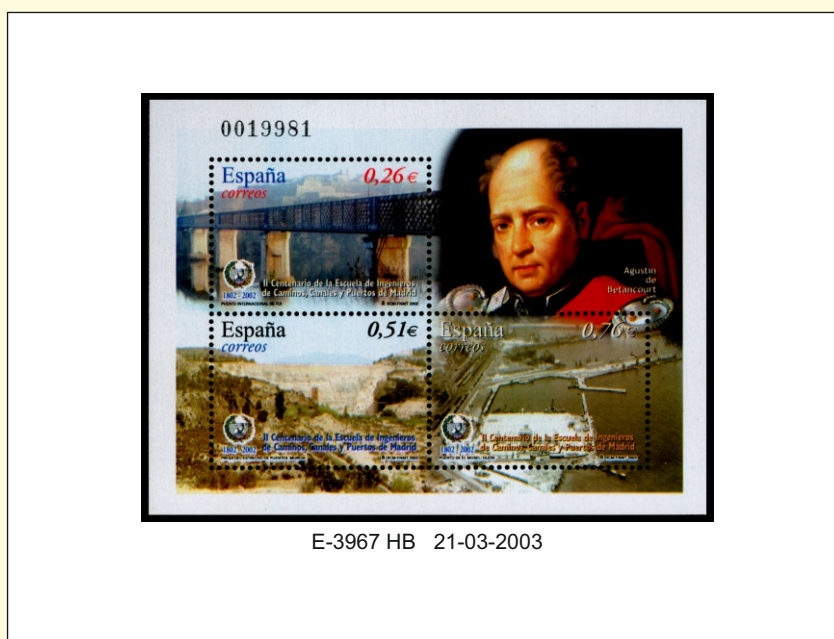 0019981
España 0,26€
correos
Agustín
de
Betancourt
II Centenario de la Escuela de Ingenieros
1802-2002 de Caminos, Canales y Puertos de Madrid
España 0,51€
correos
España 0,76€
correos
II Centenario de la Escuela de Ingenieros
1802-2002 de Caminos, Canales y Puertos de Madrid
II Centenario de la Escuela de Ingenieros
1802-2002 de Caminos, Canales y Puertos de Madrid
E-3967 HB 21-03-2003